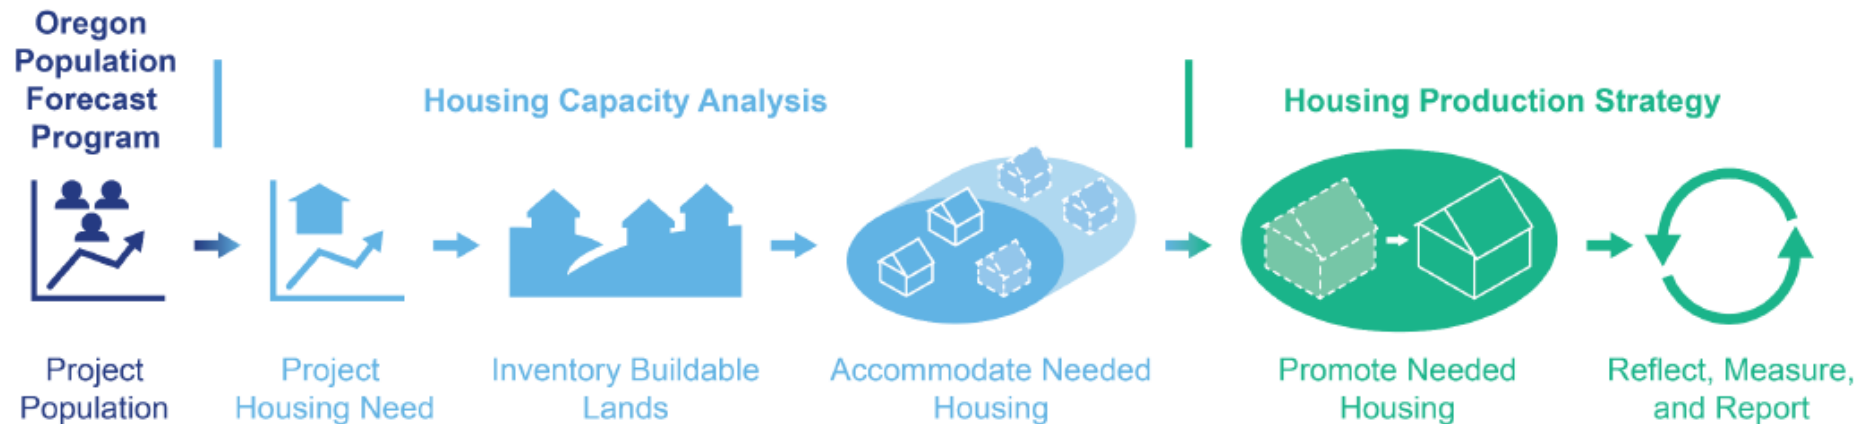 Oregon
Population
Forecast
Program
Housing Capacity Analysis
Housing Production Strategy
Project
Population
Project
Housing Need
Inventory Buildable
Lands
Accommodate Needed
Housing
Promote Needed
Housing
Reflect, Measure,
and Report